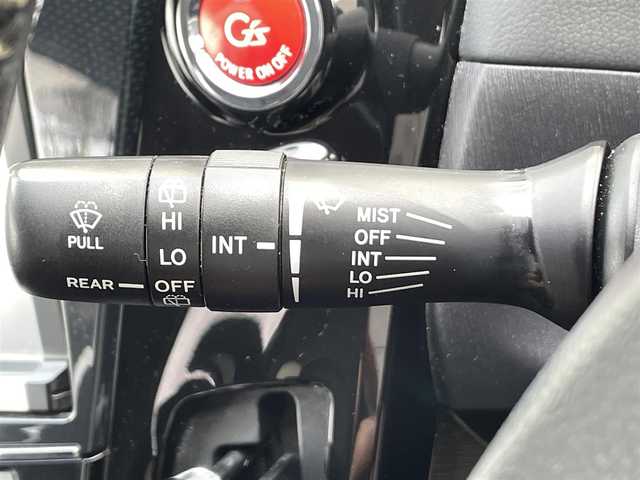 G's
POWER ON OFF
PULL
REAR
HI
LO
OFF
INT
MIST
OFF
INT
LO
HI